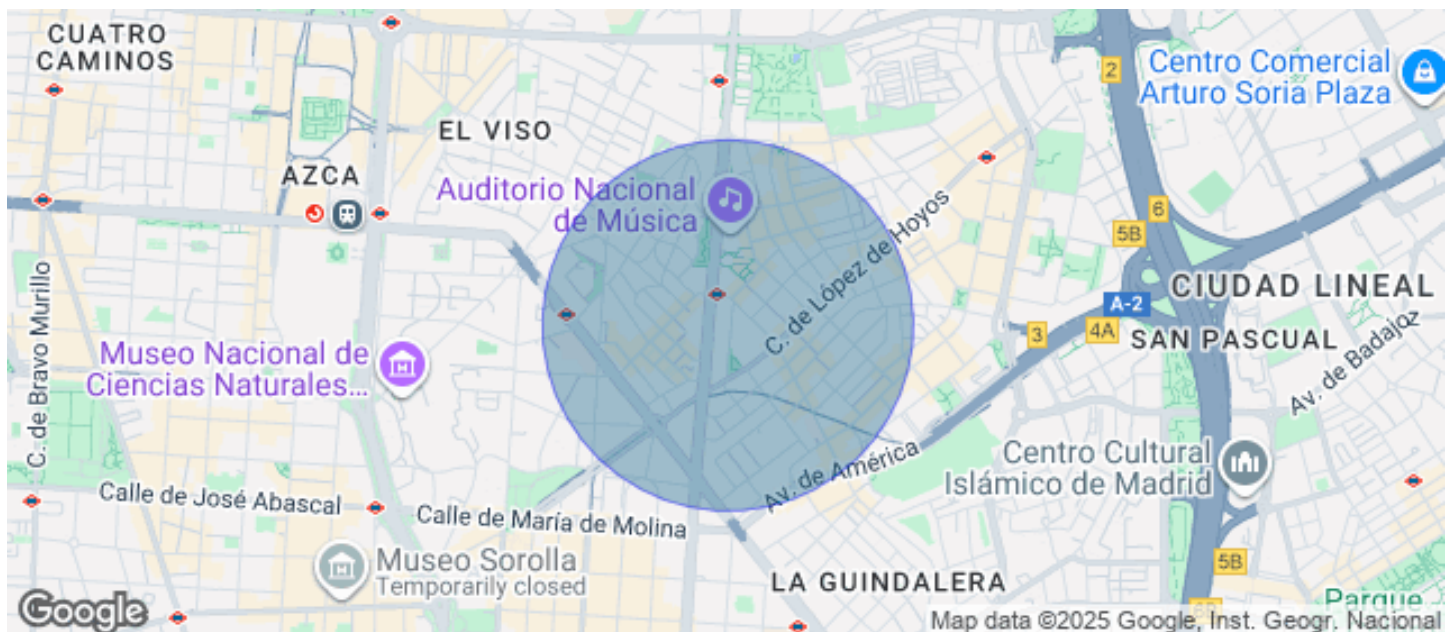 CUATRO
CAMINOS
EL VISO
AZCA
Auditorio Nacional
de Música
2
Centro Comercial
Arturo Soria Plaza
6
5B
C. de López de Hoyos
CIUDAD LINEAL
A-2
4A
3
SAN PASCUAL
Av. de Badajoz
C. de Bravo Murillo
Museo Nacional de
Ciencias Naturales...
Av. de América
Centro Cultural
Islámico de Madrid
Calle de José Abascal
Calle de María de Molina
Museo Sorolla
Temporarily closed
LA GUINDALERA
5B
Parque
Google
Map data ©2025 Google, Inst. Geogr. Nacional